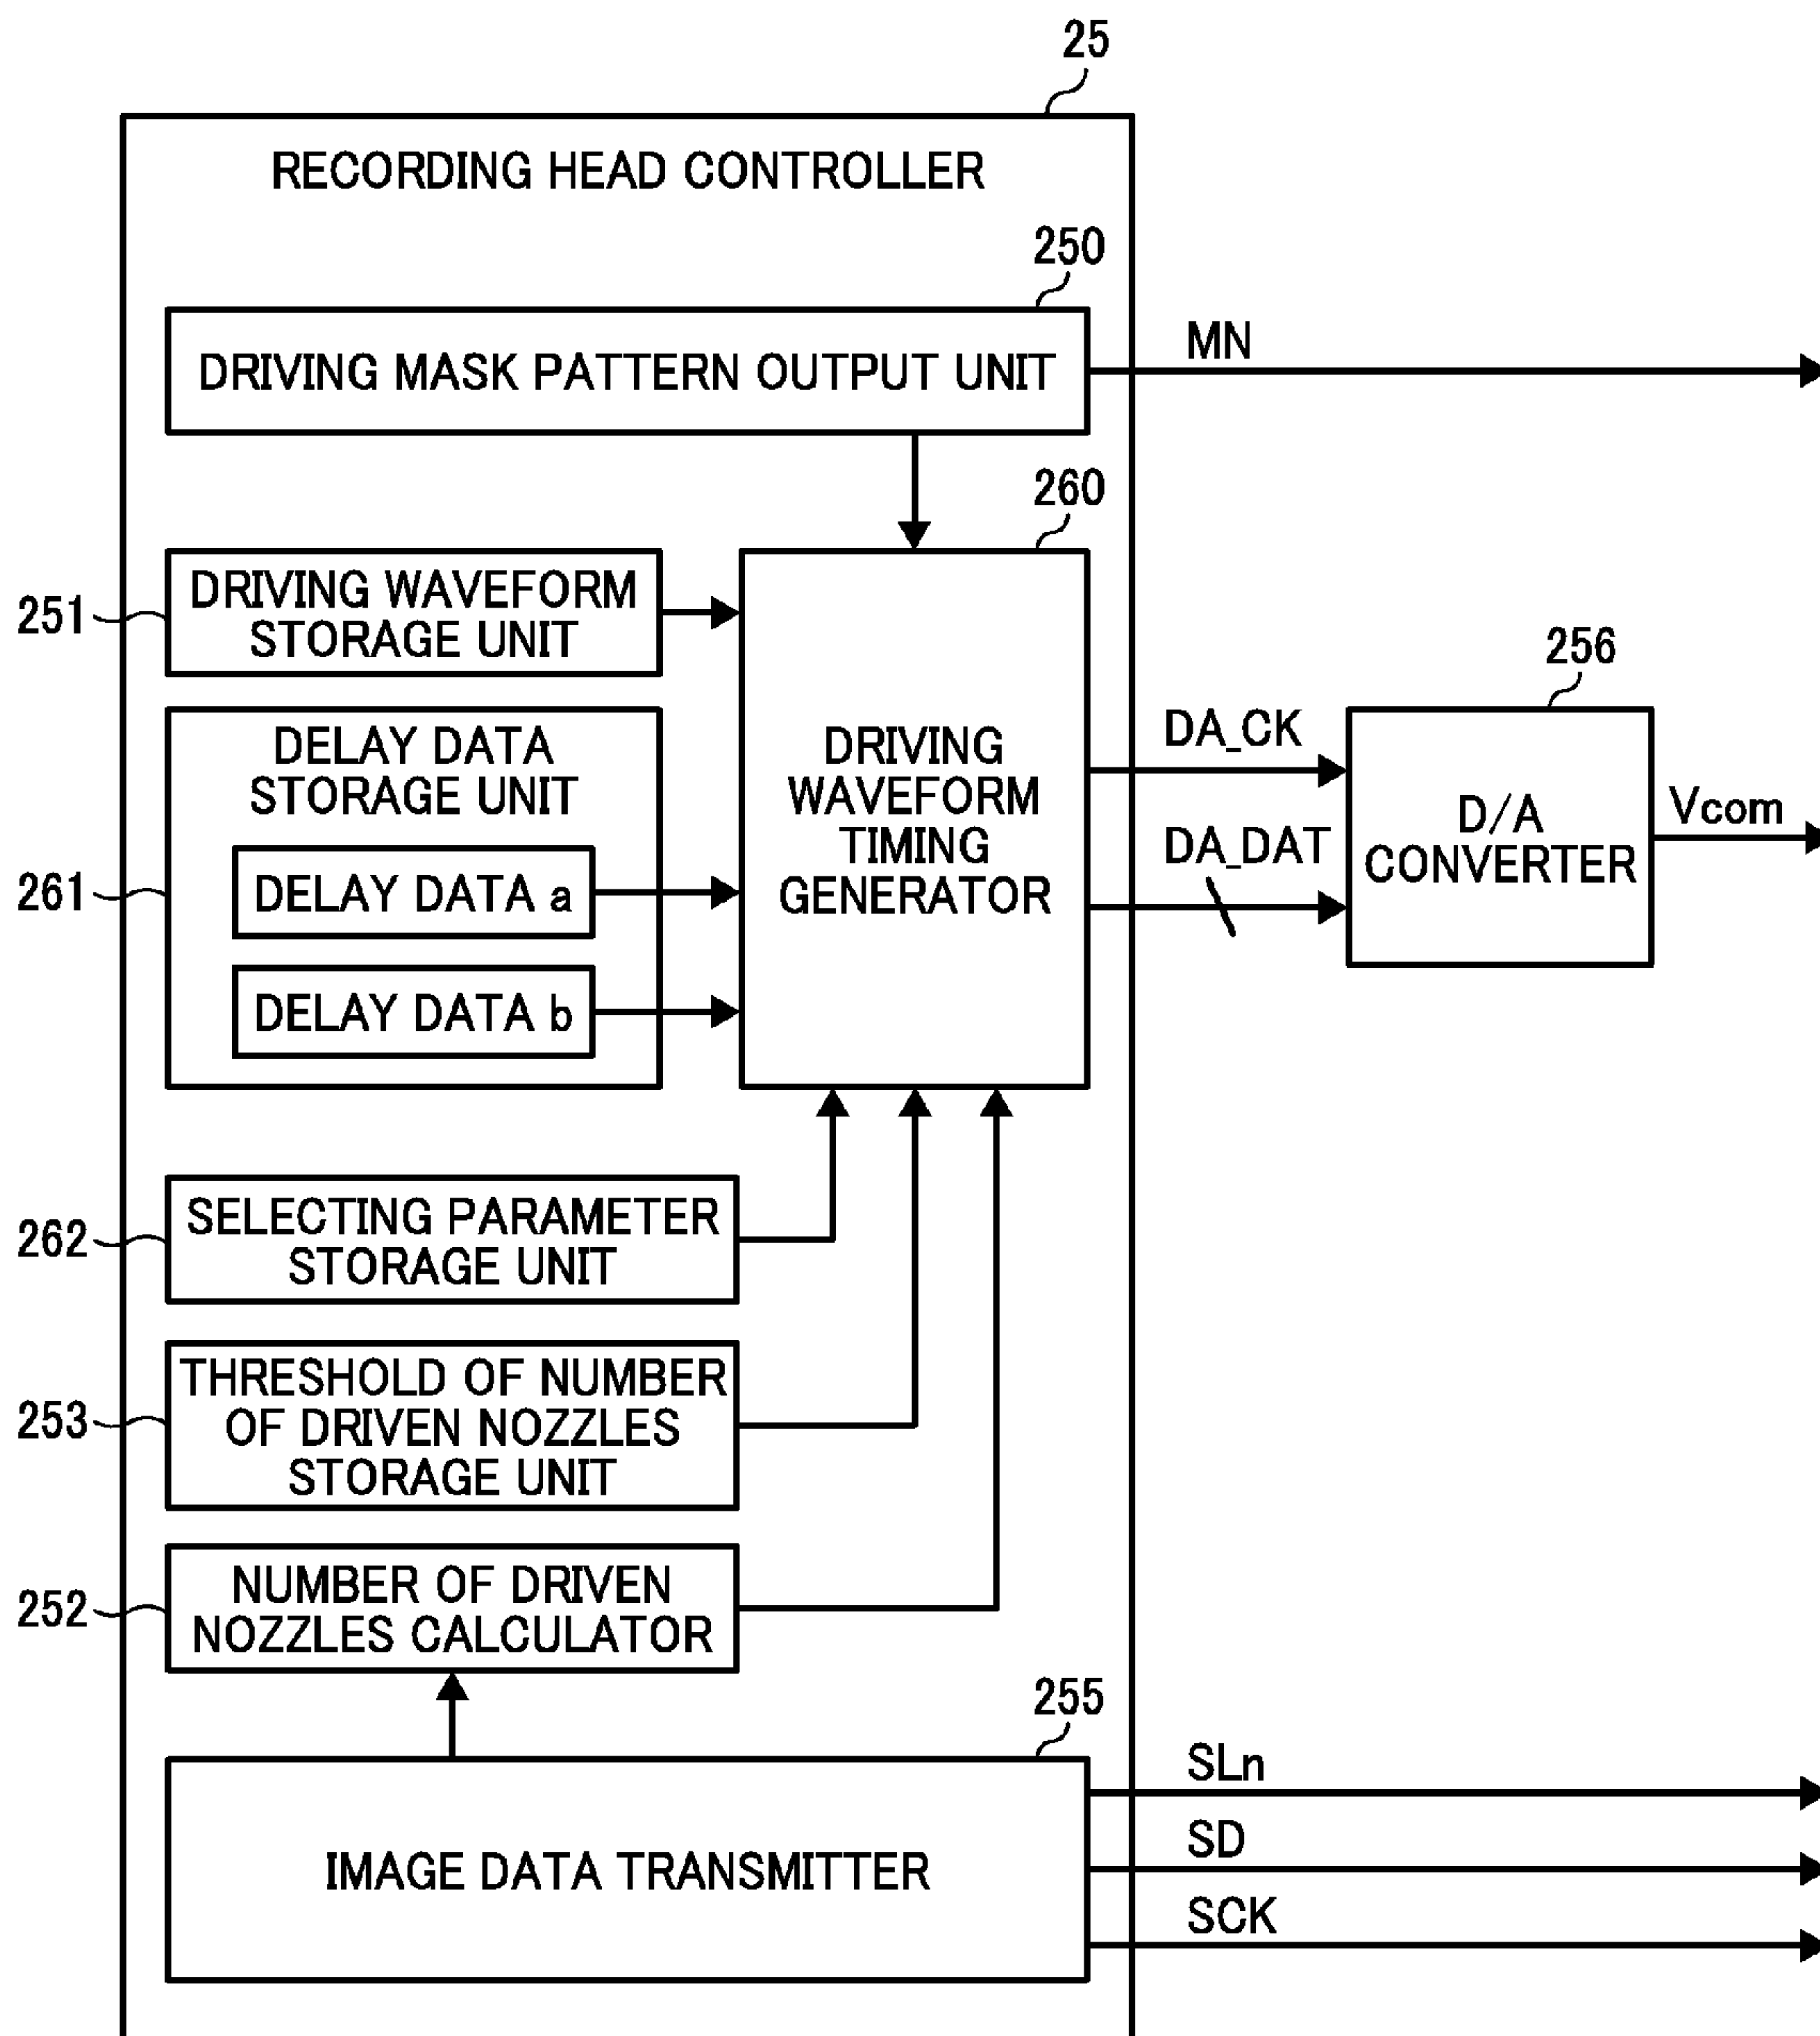 25
RECORDING HEAD CONTROLLER
250
DRIVING MASK PATTERN OUTPUT UNIT
MN
260
251
DRIVING WAVEFORM
STORAGE UNIT
256
261
DELAY DATA
STORAGE UNIT
DELAY DATA a
DELAY DATA b
DRIVING
WAVEFORM
TIMING
GENERATOR
DA_CK
DA_DAT
D/A
CONVERTER
Vcom
262
SELECTING PARAMETER
STORAGE UNIT
253
THRESHOLD OF NUMBER
OF DRIVEN NOZZLES
STORAGE UNIT
252
NUMBER OF DRIVEN
NOZZLES CALCULATOR
255
IMAGE DATA TRANSMITTER
SLn
SD
SCK